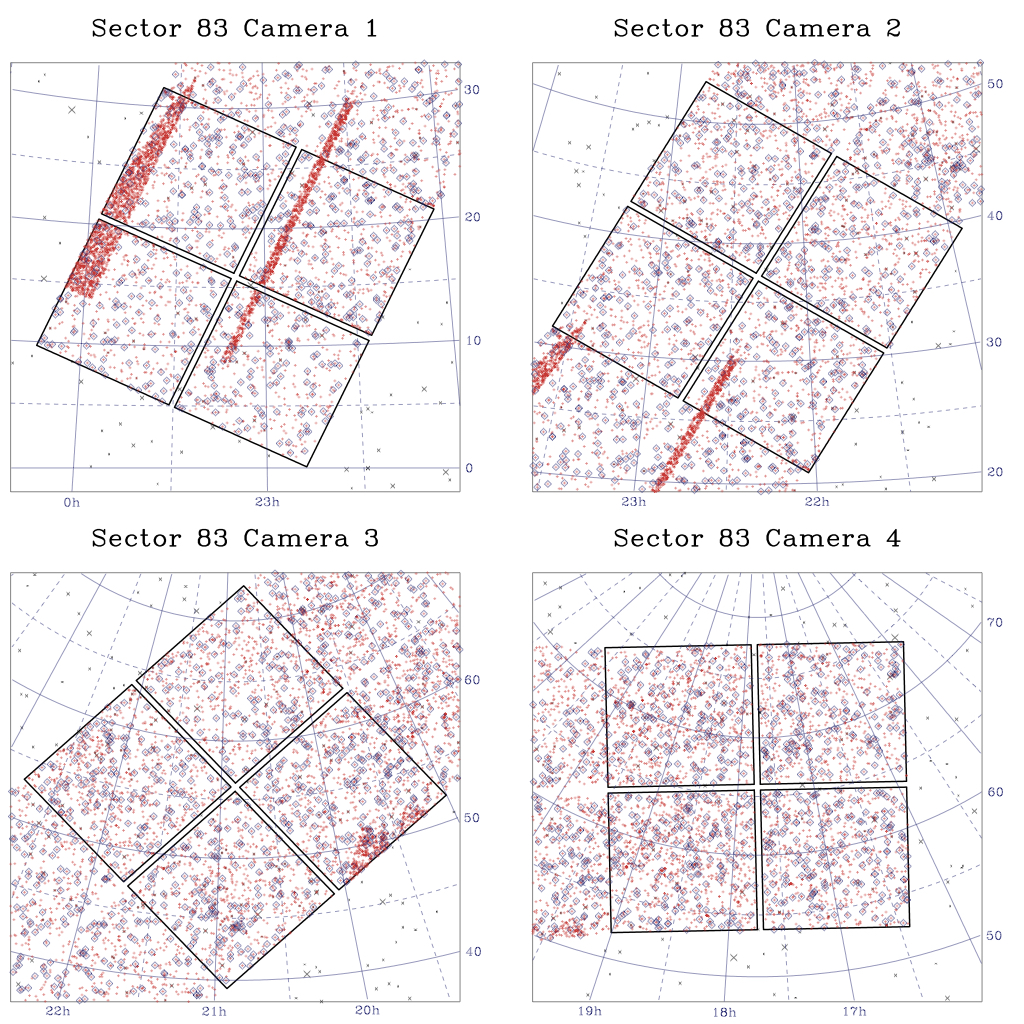 Sector 83 Camera 1
30
20
10
0
0h
23h
Sector 83 Camera 2
50
40
30
20
23h
22h
Sector 83 Camera 3
60
50
40
22h
21h
20h
Sector 83 Camera 4
70
60
50
19h
18h
17h